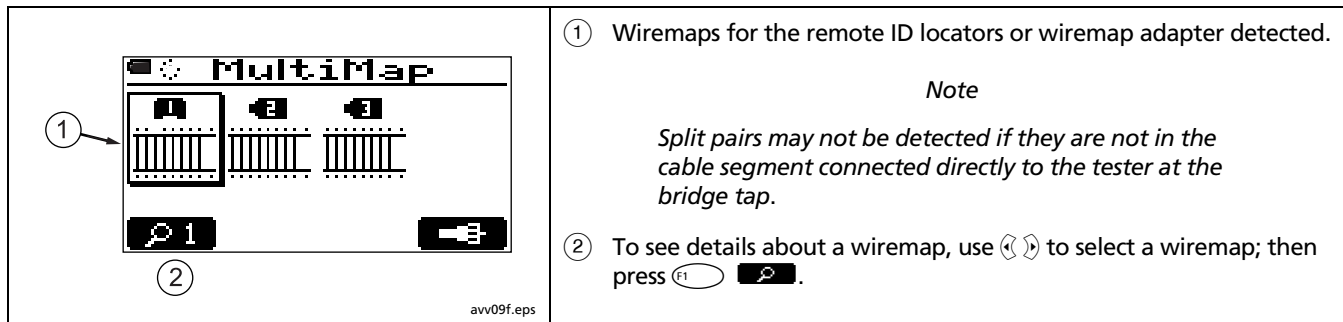 MultiMap
1 2 3
1
1
2
avv09f.eps
1 Wiremaps for the remote ID locators or wiremap adapter detected.
Note
Split pairs may not be detected if they are not in the
cable segment connected directly to the tester at the
bridge tap.
2 To see details about a wiremap, use to select a wiremap; then
press F1 .